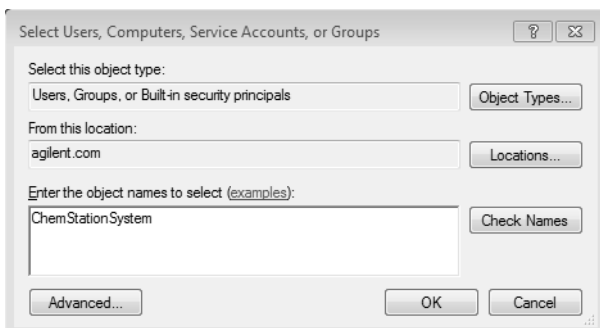 Select Users, Computers, Service Accounts, or Groups
Select this object type:
Users, Groups, or Built-in security principals
Object Types...
From this location:
agilent.com
Locations...
Enter the object names to select (examples):
ChemStationSystem
Check Names
Advanced...
OK
Cancel